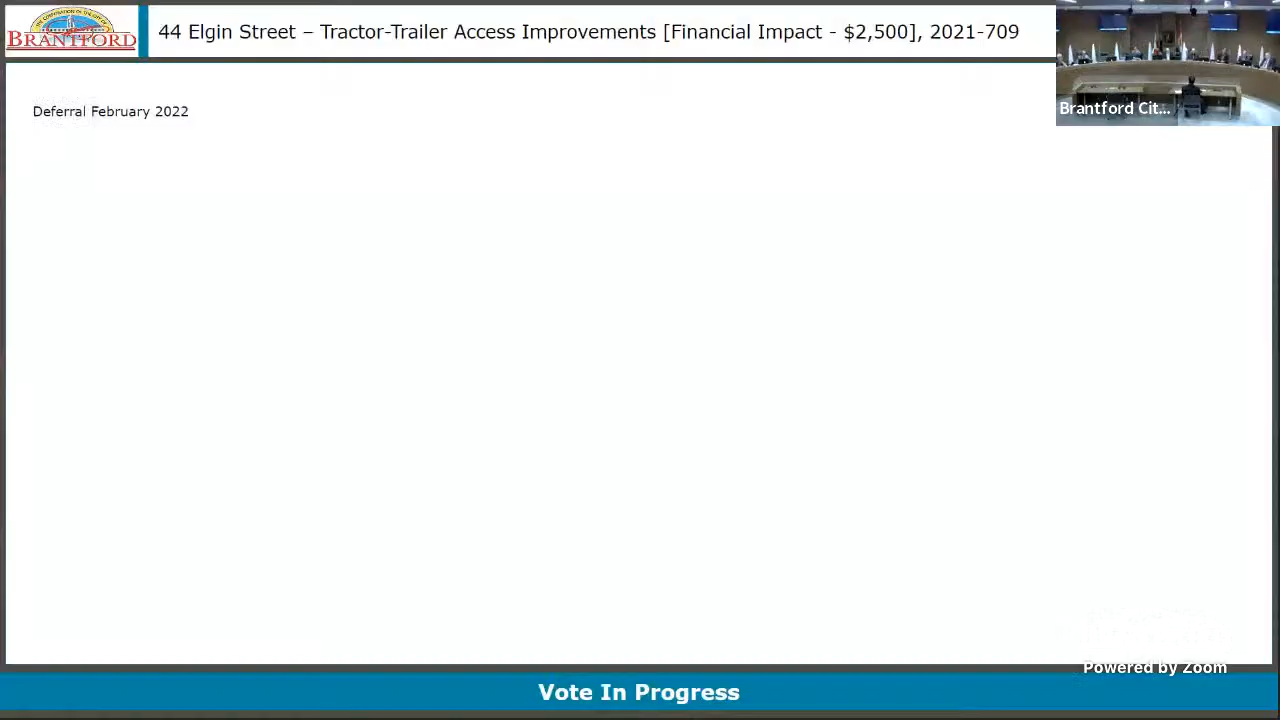 BRANTFORD
44 Elgin Street – Tractor-Trailer Access Improvements [Financial Impact - $2,500], 2021-709
Brantford Cit...
Deferral February 2022
Powered by Zoom
Vote In Progress